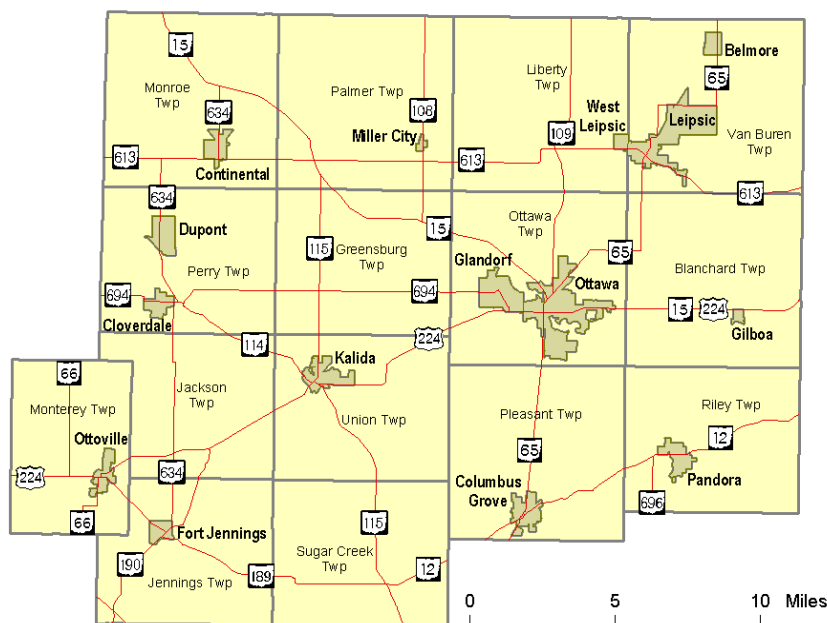 Belmore
15
Liberty
Twp
65
Monroe
Twp
Palmer Twp
634
108
West
Leipsic
Leipsic
109
Van Buren
Twp
Miller City
613
613
Continental
634
613
Ottawa
Twp
Dupont
15
115
Greensburg
Twp
65
Glandorf
Ottawa
Blanchard Twp
Perry Twp
694
694
15
224
Cloverdale
Gilboa
114
224
Kalida
66
Jackson
Twp
Monterey Twp
Union Twp
Pleasant Twp
Riley Twp
Ottoville
12
65
224
634
Columbus
Grove
Pandora
696
66
115
Fort Jennings
190
Sugar Creek
Twp
12
189
Jennings Twp
0 5 10 Miles